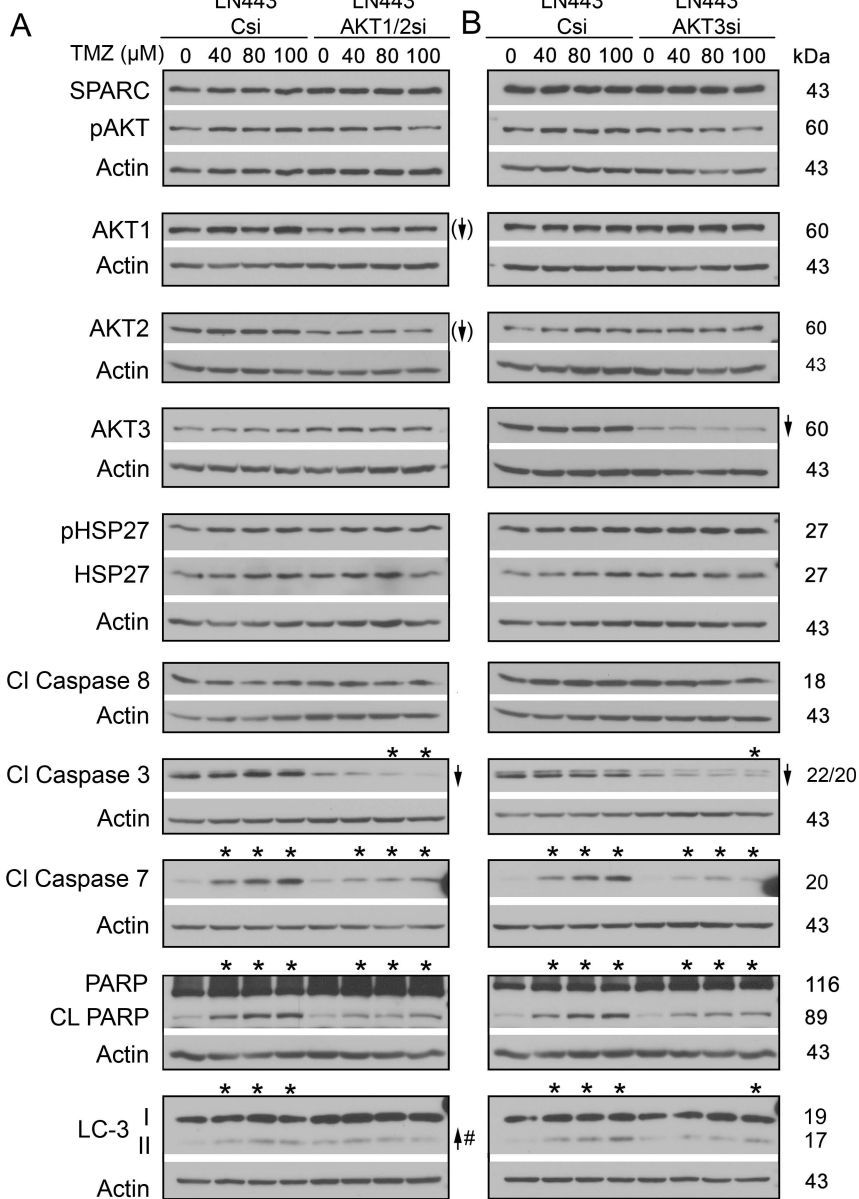 A LN443 LN443 B LN443 LN443
Csi AKT1/2si Csi AKT3si
TMZ (µM) 0 40 80 100 0 40 80 100 0 40 80 100 0 40 80 100 kDa
SPARC 43
pAKT 60
Actin 43
AKT1 (↓) 60
Actin 43
AKT2 (↓) 60
Actin 43
AKT3 ↓ 60
Actin 43
pHSP27 27
HSP27 27
Actin 43
Cl Caspase 8 18
Actin 43
* * *
Cl Caspase 3 ↓ ↓ 22/20
Actin 43
* * * * * * * * * * * *
Cl Caspase 7 20
Actin 43
* * * * * * * * * * * *
PARP 116
CL PARP 89
Actin 43
* * * * * * *
LC-3 I 19
II ↑# 17
Actin 43